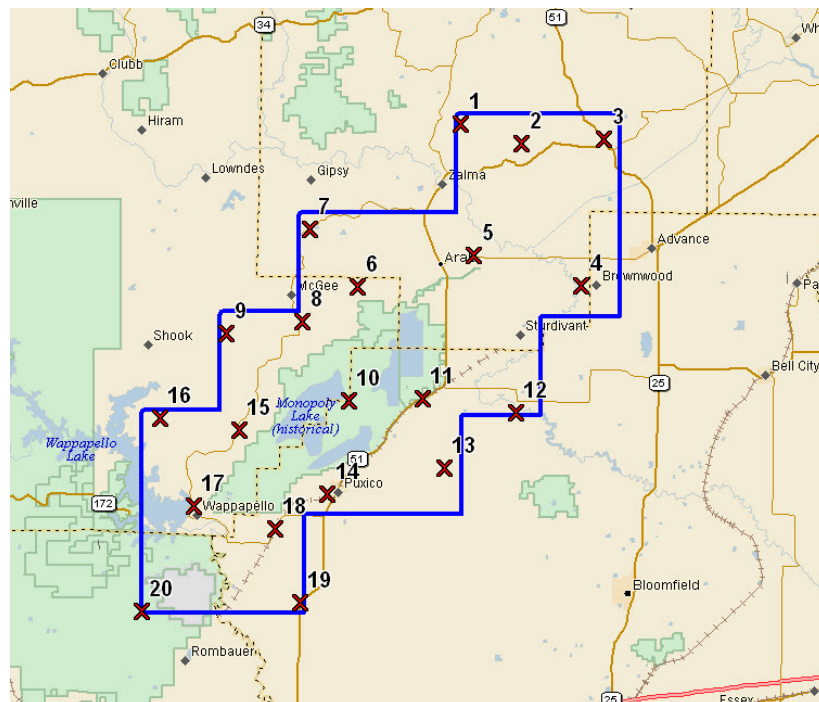 51
34
Wh
Clubb
1
3
2
Hiram
Lowndes
Gipsy
Zalma
nville
7
5
Advance
Arab
6
4
McGee
Brownwood
Pa
9
8
Shook
Sturdivant
10
11
12
Bell City
25
16
15
Monopoly
Lake
(historical)
Wappapello
Lake
13
51
14
Puxico
172
17
Wappapello
18
20
19
Bloomfield
Rombauer
25
Essex